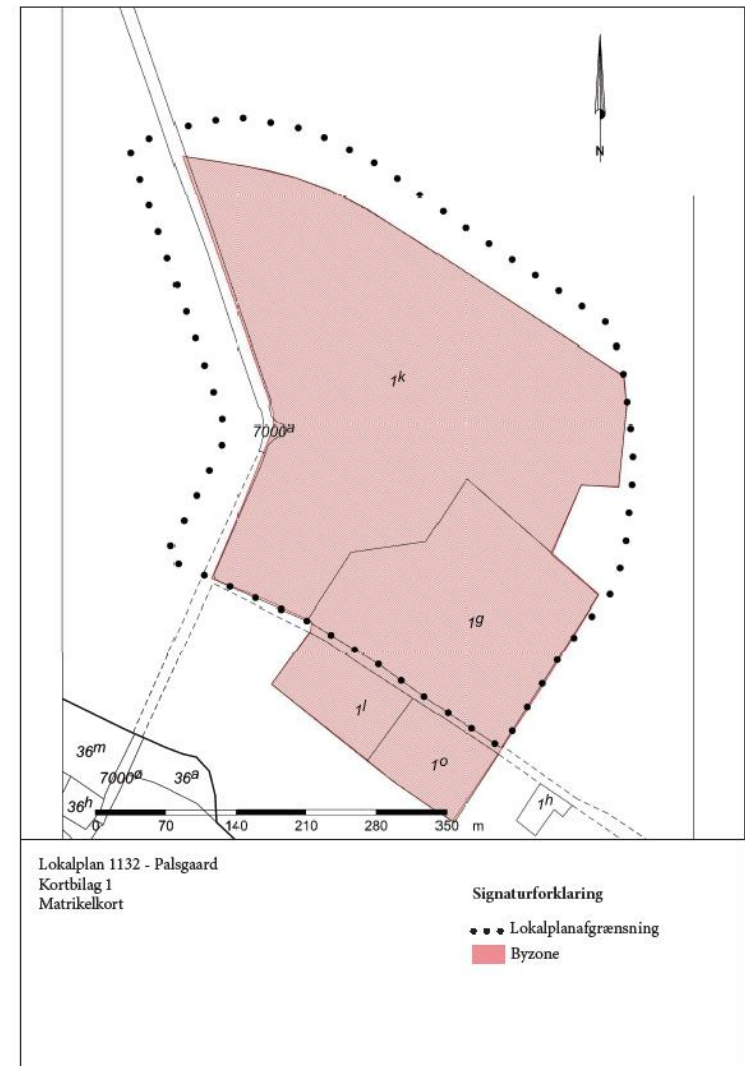 N
1k
7000a
1g
1l
1o
36m
7000ø
36a
36h
1h
0 70 140 210 280 350 m
Lokalplan 1132 - Palsgaard
Kortbilag 1
Matrikelkort
Signaturforklaring
Lokalplanafgrænsning
Byzone